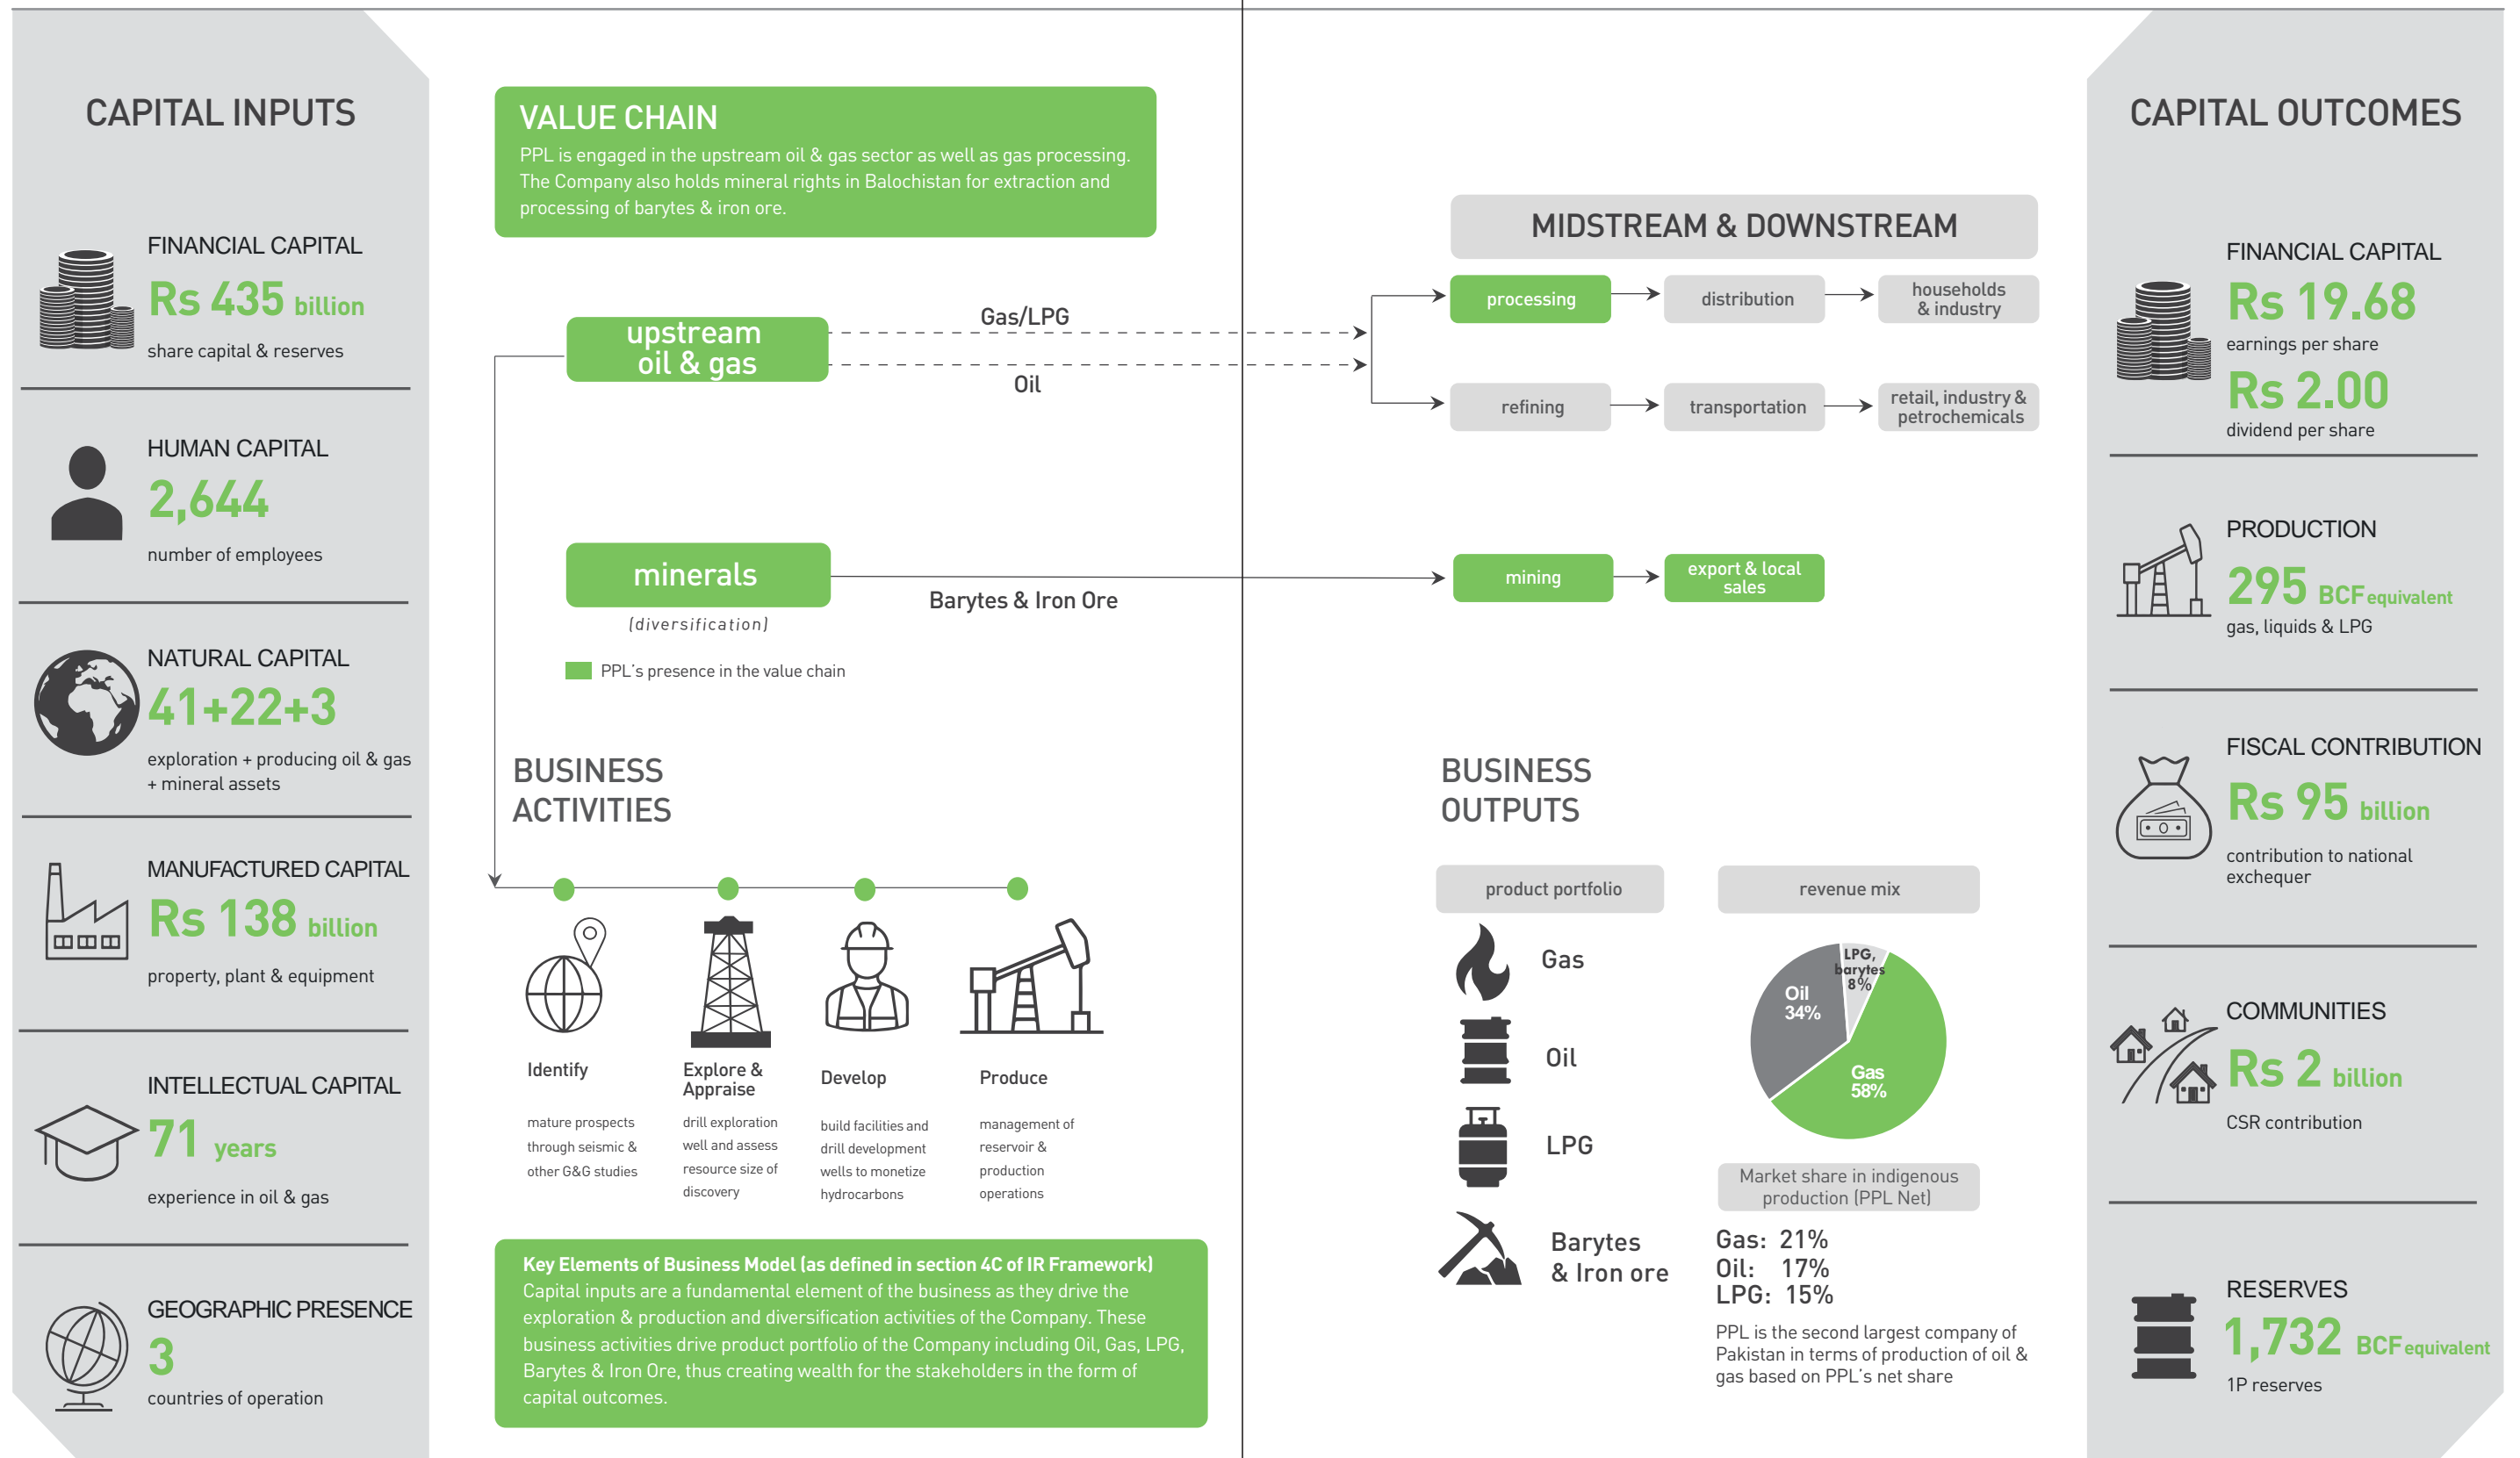 CAPITAL INPUTS
FINANCIAL CAPITAL
Rs 435 billion
share capital & reserves
HUMAN CAPITAL
2,644
number of employees
NATURAL CAPITAL
41+22+3
exploration + producing oil & gas
+ mineral assets
MANUFACTURED CAPITAL
Rs 138 billion
property, plant & equipment
INTELLECTUAL CAPITAL
71 years
experience in oil & gas
GEOGRAPHIC PRESENCE
3
countries of operation
VALUE CHAIN
PPL is engaged in the upstream oil & gas sector as well as gas processing.
The Company also holds mineral rights in Balochistan for extraction and
processing of barytes & iron ore.
upstream
oil & gas
Gas/LPG
Oil
minerals
(diversification)
Barytes & Iron Ore
PPL's presence in the value chain
MIDSTREAM & DOWNSTREAM
processing
distribution
households
& industry
refining
transportation
retail, industry &
petrochemicals
mining
export & local
sales
BUSINESS
ACTIVITIES
Identify
mature prospects
through seismic &
other G&G studies
Explore &
Appraise
drill exploration
well and assess
resource size of
discovery
Develop
build facilities and
drill development
wells to monetize
hydrocarbons
Produce
management of
reservoir &
production
operations
Key Elements of Business Model (as defined in section 4C of IR Framework)
Capital inputs are a fundamental element of the business as they drive the
exploration & production and diversification activities of the Company. These
business activities drive product portfolio of the Company including Oil, Gas, LPG,
Barytes & Iron Ore, thus creating wealth for the stakeholders in the form of
capital outcomes.
BUSINESS
OUTPUTS
product portfolio
Gas
Oil
LPG
Barytes
& Iron ore
revenue mix
LPG,
barytes
8%
Oil
34%
Gas
58%
Market share in indigenous
production (PPL Net)
Gas: 21%
Oil: 17%
LPG: 15%
PPL is the second largest company of
Pakistan in terms of production of oil &
gas based on PPL's net share
CAPITAL OUTCOMES
FINANCIAL CAPITAL
Rs 19.68
earnings per share
Rs 2.00
dividend per share
PRODUCTION
295 BCF equivalent
gas, liquids & LPG
FISCAL CONTRIBUTION
Rs 95 billion
contribution to national
exchequer
COMMUNITIES
Rs 2 billion
CSR contribution
RESERVES
1,732 BCF equivalent
1P reserves